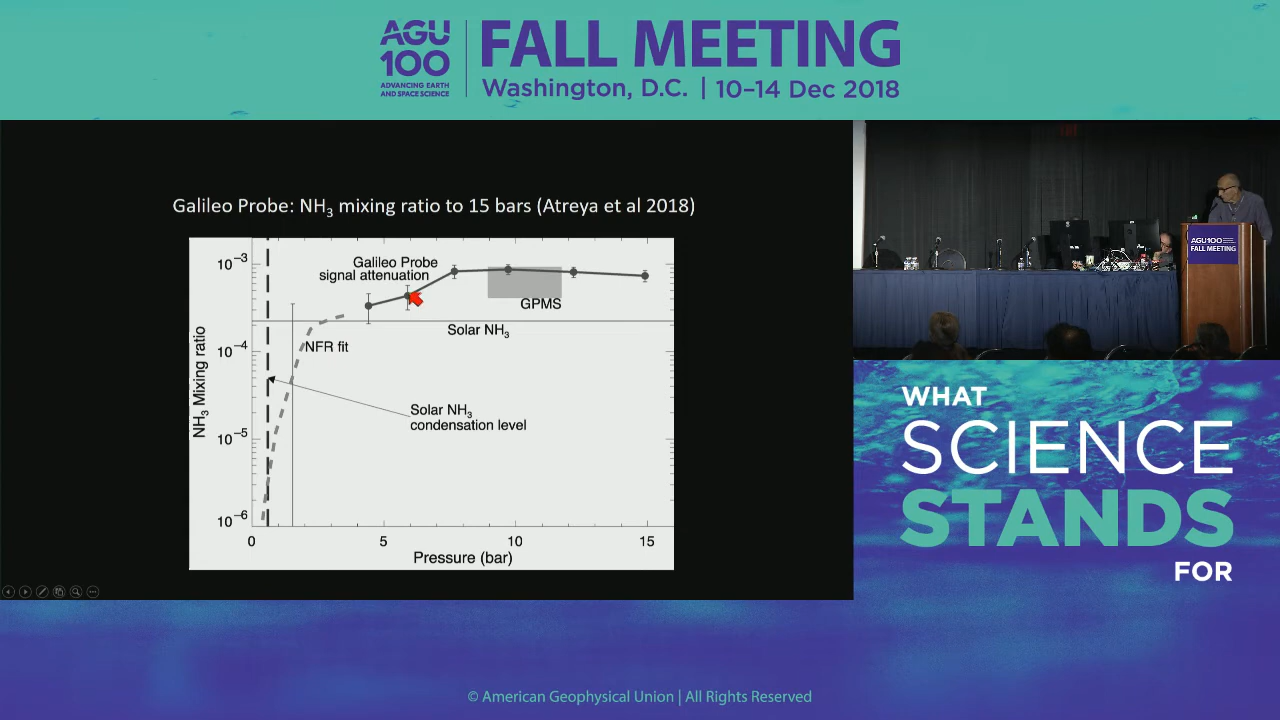 AGU
100
ADVANCING EARTH
AND SPACE SCIENCE
FALL MEETING
Washington, D.C. | 10–14 Dec 2018
Galileo Probe: NH₃ mixing ratio to 15 bars (Atreya et al 2018)
10⁻³
10⁻⁴
10⁻⁵
10⁻⁶
NH₃ Mixing ratio
Galileo Probe
signal attenuation
GPMS
Solar NH₃
NFR fit
Solar NH₃
condensation level
0
5
10
15
Pressure (bar)
AGU100
FALL MEETING
WHAT
SCIENCE
STANDS
FOR
© American Geophysical Union | All Rights Reserved